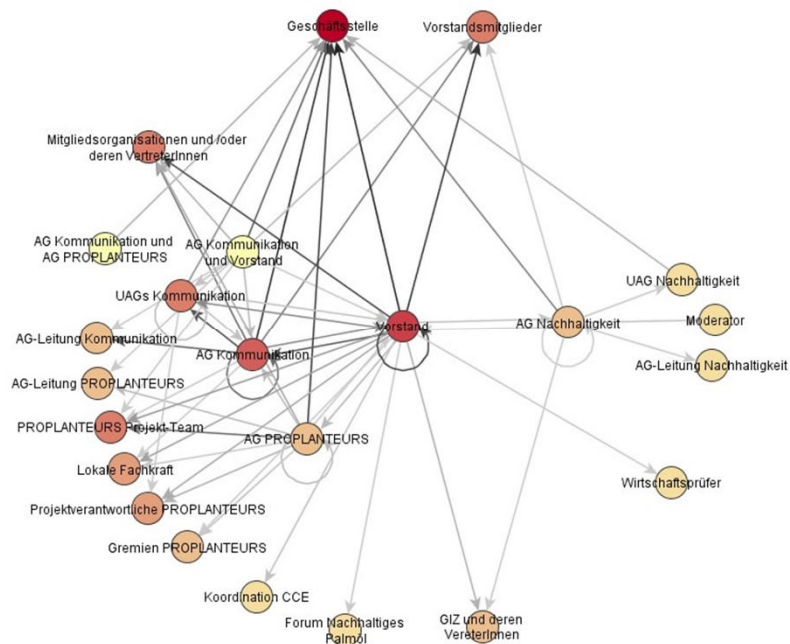 Geschäftsstelle
Vorstandsmitglieder
Mitgliedsorganisationen und /oder
deren VertreterInnen
AG Kommunikation und
AG PROPLANTEURS
AG Kommunikation
und Vorstand
UAG Nachhaltigkeit
UAGs Kommunikation
Moderator
AG Nachhaltigkeit
Vorstand
AG-Leitung Kommunikation
AG Kommunikation
AG-Leitung Nachhaltigkeit
AG-Leitung PROPLANTEURS
PROPLANTEURS Projekt-Team
AG PROPLANTEURS
Lokale Fachkraft
Wirtschaftsprüfer
Projektverantwortliche PROPLANTEURS
Gremien PROPLANTEURS
Koordination CCE
Forum Nachhaltiges
Palmöl
GIZ und deren
VereterInnen